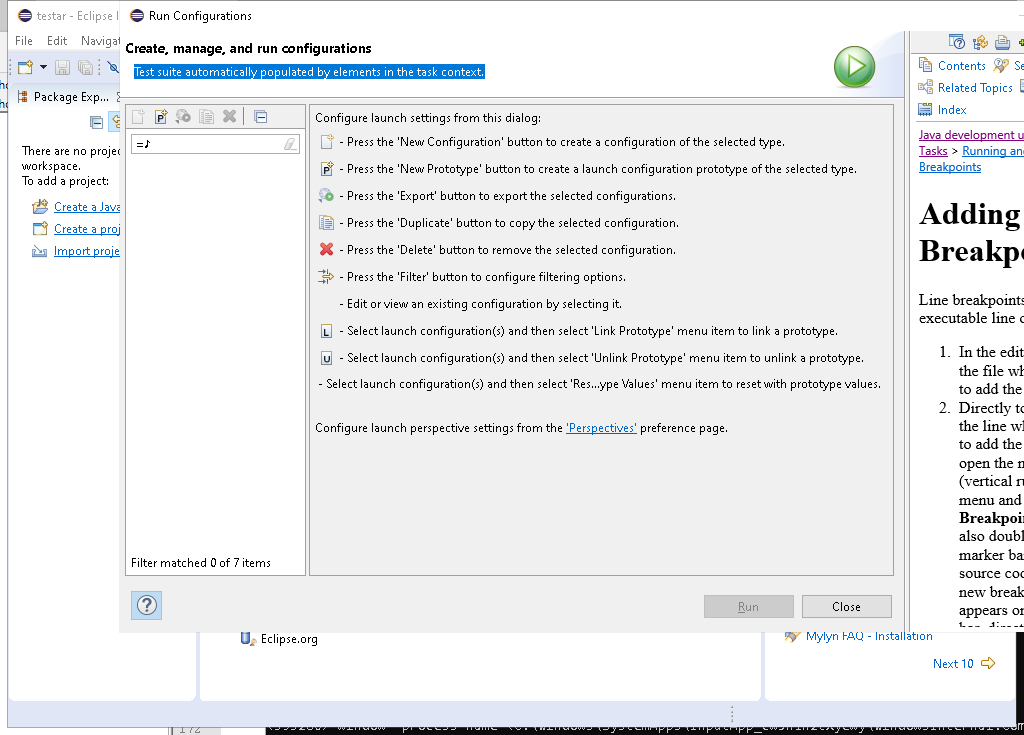 testar - Eclipse I
Run Configurations
File Edit Navigat
Create, manage, and run configurations
Test suite automatically populated by elements in the task context.
Package Exp...
There are no projec
workspace.
To add a project:
Create a Java
Create a proj
Import proje
=♪
Filter matched 0 of 7 items
Configure launch settings from this dialog:
- Press the 'New Configuration' button to create a configuration of the selected type.
- Press the 'New Prototype' button to create a launch configuration prototype of the selected type.
- Press the 'Export' button to export the selected configurations.
- Press the 'Duplicate' button to copy the selected configuration.
- Press the 'Delete' button to remove the selected configuration.
- Press the 'Filter' button to configure filtering options.
- Edit or view an existing configuration by selecting it.
- Select launch configuration(s) and then select 'Link Prototype' menu item to link a prototype.
- Select launch configuration(s) and then select 'Unlink Prototype' menu item to unlink a prototype.
- Select launch configuration(s) and then select 'Res...ype Values' menu item to reset with prototype values.
Configure launch perspective settings from the 'Perspectives' preference page.
Run Close
Contents Se
Related Topics
Index
Java development u
Tasks > Running and
Breakpoints
Adding
Breakpo
Line breakpoints
executable line o
1. In the edit
the file wh
to add the
2. Directly to
the line wh
to add the
open the m
(vertical ru
menu and
Breakpoin
also doubl
marker ba
source cod
new break
appears on
Eclipse.org
Mylyn FAQ - Installation
Next 10
172